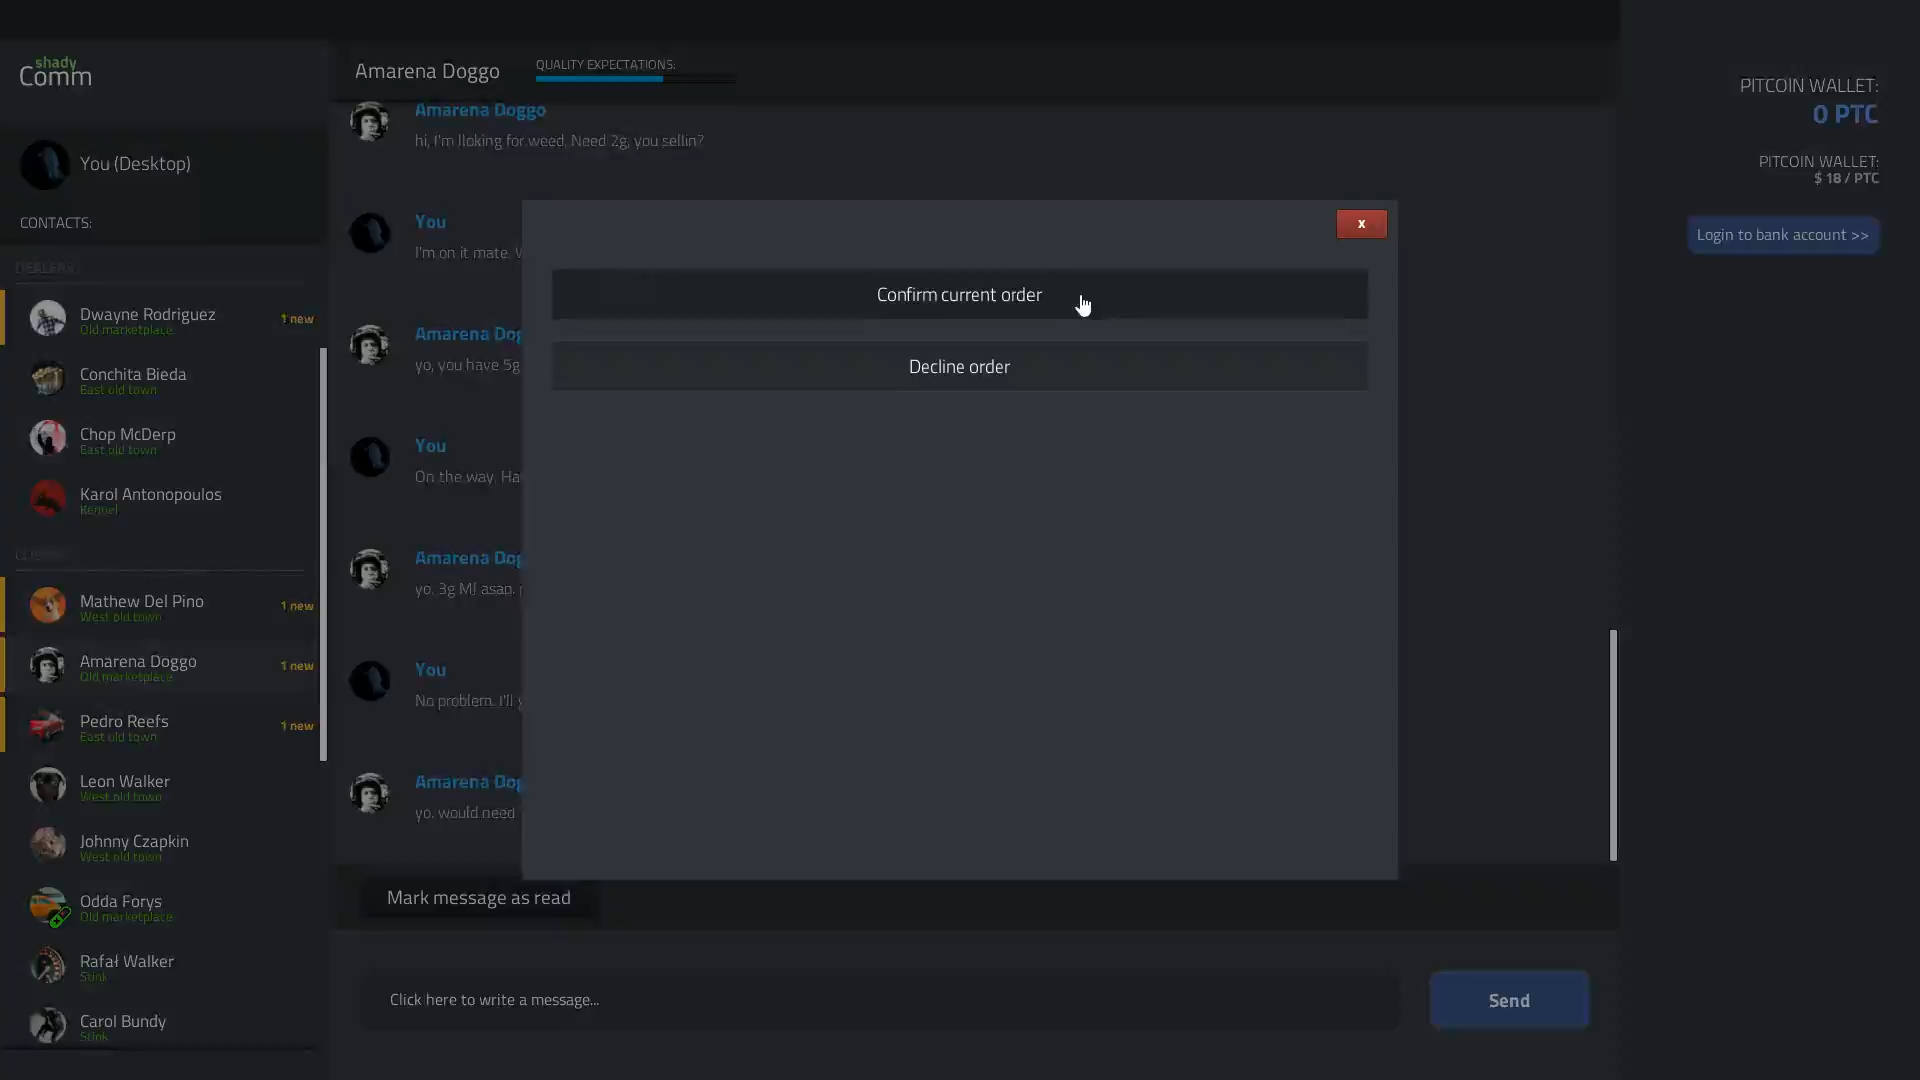 shady
Comm
You (Desktop)
CONTACTS:
DEALERS:
Dwayne Rodriguez
Old marketplace
1 new
Conchita Bieda
East old town
Chop McDerp
East old town
Karol Antonopoulos
Kennel
Mathew Del Pino
West old town
1 new
Amarena Doggo
Old marketplace
1 new
Pedro Reefs
East old town
1 new
Leon Walker
West old town
Johnny Czapkin
West old town
Odda Forys
Old marketplace
Rafał Walker
Stink
Carol Bundy
Stink
Amarena Doggo
QUALITY EXPECTATIONS:
Amarena Doggo
hi, I'm lloking for weed, Need 2g, you sellin?
You
I'm on it mate.
Amarena Dog
yo, you have 5g
You
On the way. Ha
Amarena Dog
yo. 3g MJ asap.
You
No problem. I'll
Amarena Dog
yo. would need
x
Confirm current order
Decline order
Mark message as read
Click here to write a message...
Send
PITCOIN WALLET:
0 PTC
PITCOIN WALLET:
$ 18 / PTC
Login to bank account >>